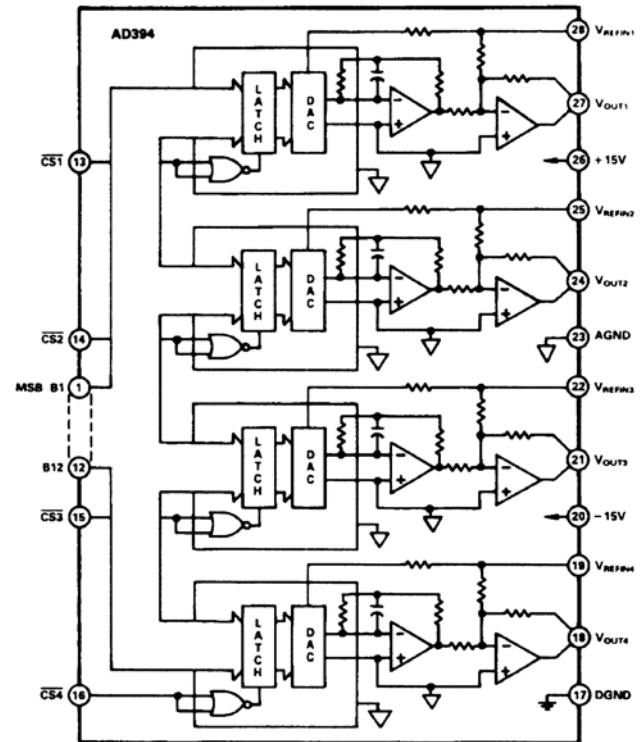 AD394
28 VREFIN1
LATCH
DAC
27 VOUT1
CS1 13
26 +15V
25 VREFIN2
LATCH
DAC
24 VOUT2
CS2 14
23 AGND
MSB B1 1
22 VREFIN3
LATCH
DAC
21 VOUT3
B12 12
CS3 15
20 -15V
19 VREFIN4
LATCH
DAC
18 VOUT4
CS4 16
17 DGND